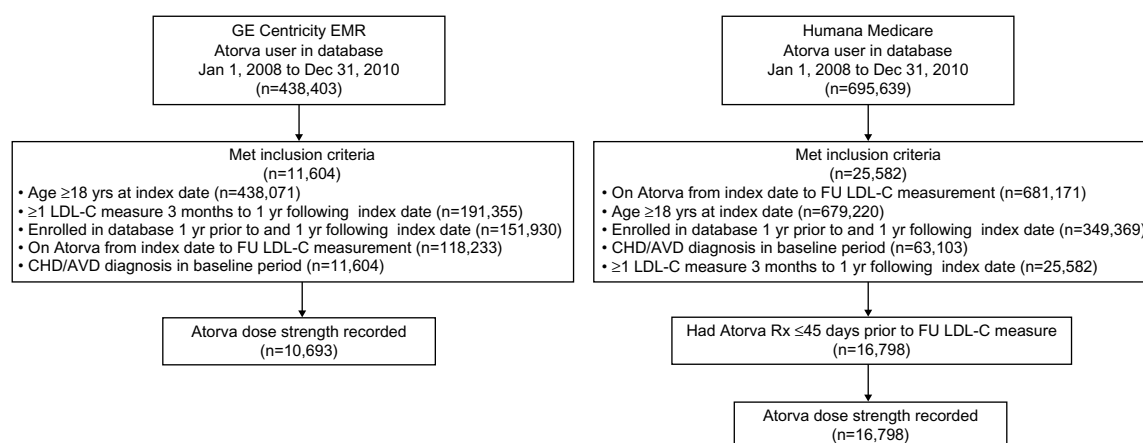 GE Centricity EMR
Atorva user in database
Jan 1, 2008 to Dec 31, 2010
(n=438,403)
Met inclusion criteria
(n=11,604)
• Age ≥18 yrs at index date (n=438,071)
• ≥1 LDL-C measure 3 months to 1 yr following index date (n=191,355)
• Enrolled in database 1 yr prior to and 1 yr following index date (n=151,930)
• On Atorva from index date to FU LDL-C measurement (n=118,233)
• CHD/AVD diagnosis in baseline period (n=11,604)
Atorva dose strength recorded
(n=10,693)
Humana Medicare
Atorva user in database
Jan 1, 2008 to Dec 31, 2010
(n=695,639)
Met inclusion criteria
(n=25,582)
• On Atorva from index date to FU LDL-C measurement (n=681,171)
• Age ≥18 yrs at index date (n=679,220)
• Enrolled in database 1 yr prior to and 1 yr following index date (n=349,369)
• CHD/AVD diagnosis in baseline period (n=63,103)
• ≥1 LDL-C measure 3 months to 1 yr following index date (n=25,582)
Had Atorva Rx ≤45 days prior to FU LDL-C measure
(n=16,798)
Atorva dose strength recorded
(n=16,798)